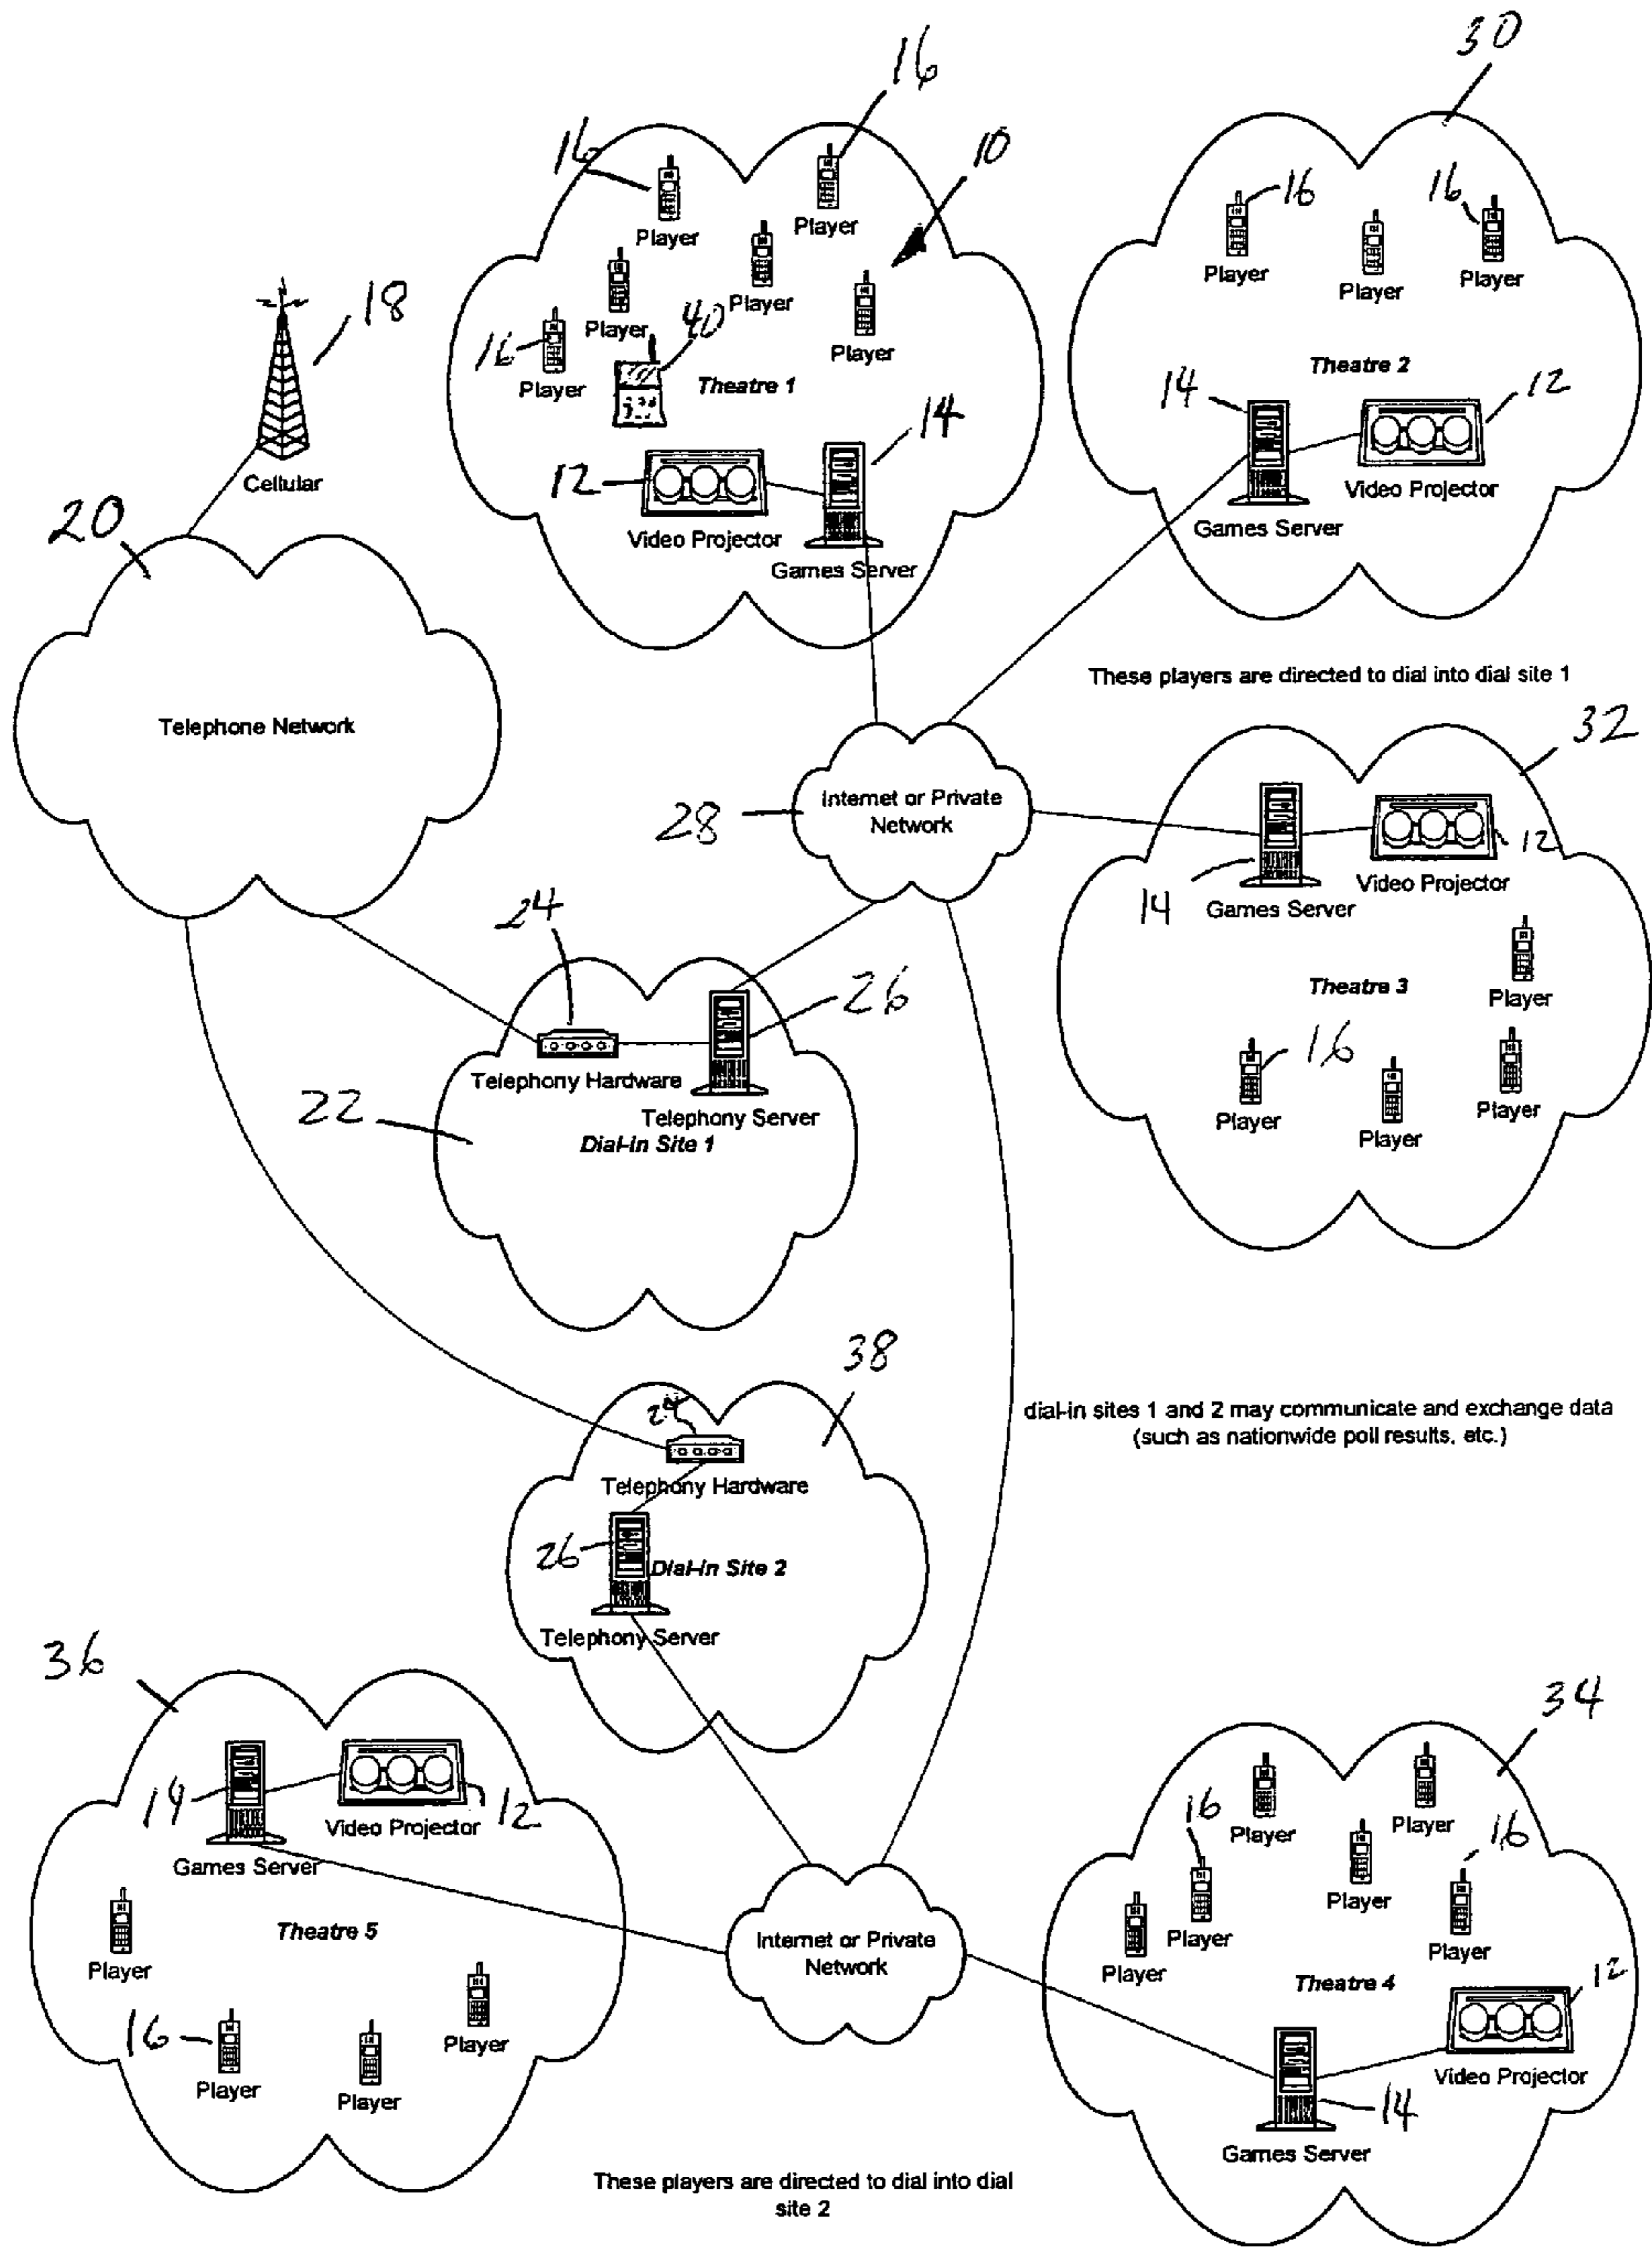 30
16
16
10
Player
Player
Player
Player
Player
Player
16
40
Theatre 1
12
14
Video Projector
Games Server
18
Cellular
20
Telephone Network
16
16
Player
Player
Player
Theatre 2
14
12
Video Projector
Games Server
These players are directed to dial into dial site 1
32
28
Internet or Private
Network
12
14
Video Projector
Games Server
Theatre 3
Player
16
Player
Player
Player
24
26
Telephony Hardware
22
Telephony Server
Dial-in Site 1
38
24
dial-in sites 1 and 2 may communicate and exchange data
(such as nationwide poll results, etc.)
Telephony Hardware
26
Dial-in Site 2
Telephony Server
36
14
12
Video Projector
Games Server
Theatre 5
Player
Player
16
Player
Player
Internet or Private
Network
34
16
Player
Player
16
Player
Player
Player
Player
Theatre 4
12
Video Projector
14
Games Server
These players are directed to dial into dial
site 2